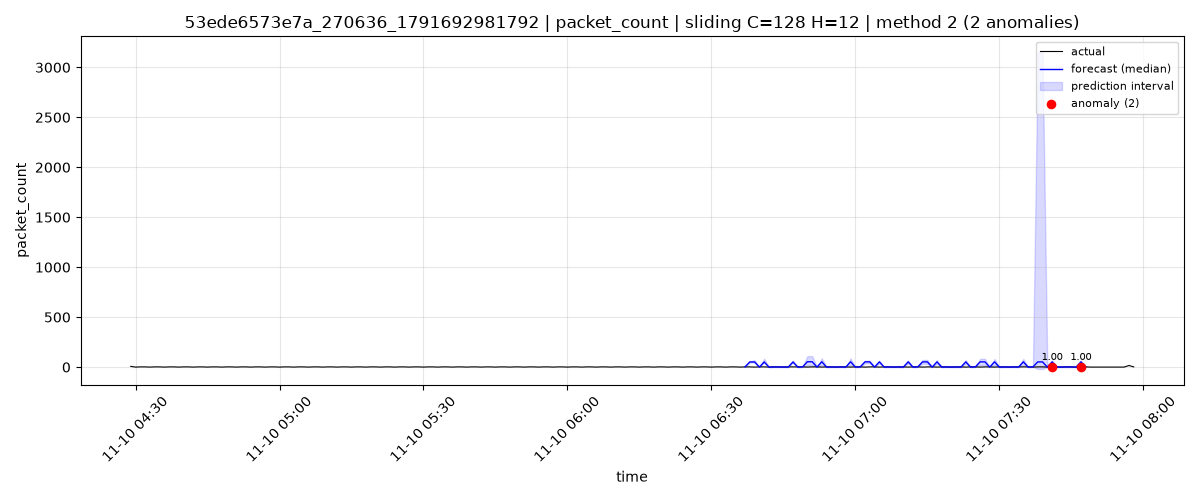 53ede6573e7a_270636_1791692981792 | packet_count | sliding C=128 H=12 | method 2 (2 anomalies)
actual
forecast (median)
prediction interval
anomaly (2)
packet_count
3000
2500
2000
1500
1000
500
0
1.00 1.00
11-10 04:30
11-10 05:00
11-10 05:30
11-10 06:00
11-10 06:30
11-10 07:00
11-10 07:30
11-10 08:00
time